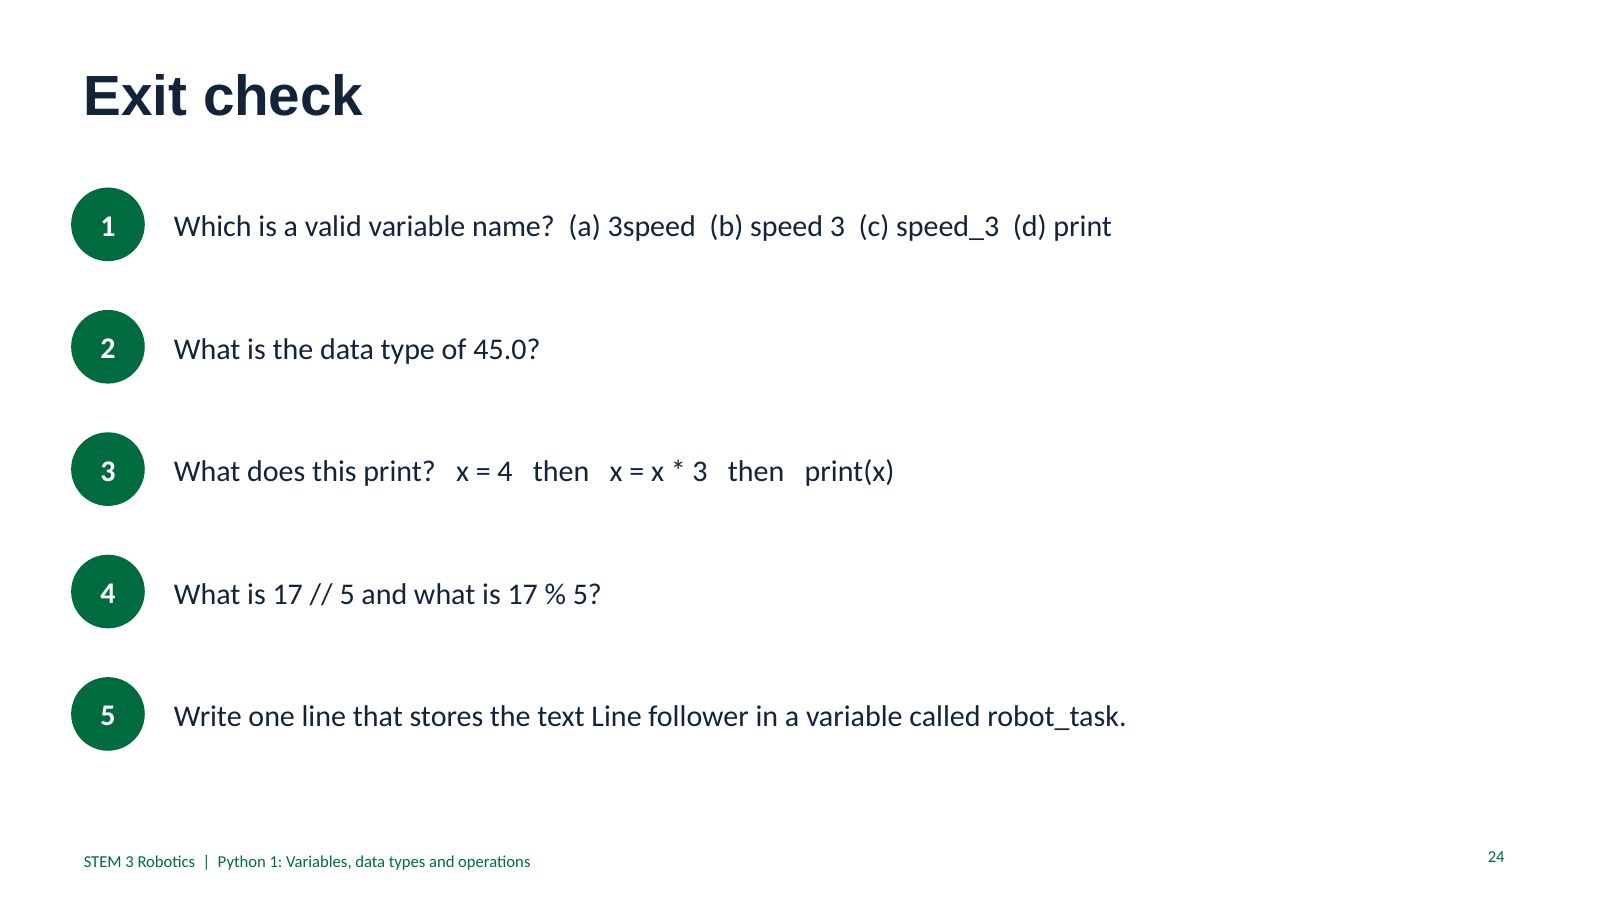 Exit check
1 Which is a valid variable name?  (a) 3speed  (b) speed 3  (c) speed_3  (d) print
2 What is the data type of 45.0?
3 What does this print?   x = 4   then   x = x * 3   then   print(x)
4 What is 17 // 5 and what is 17 % 5?
5 Write one line that stores the text Line follower in a variable called robot_task.
STEM 3 Robotics  |  Python 1: Variables, data types and operations
24